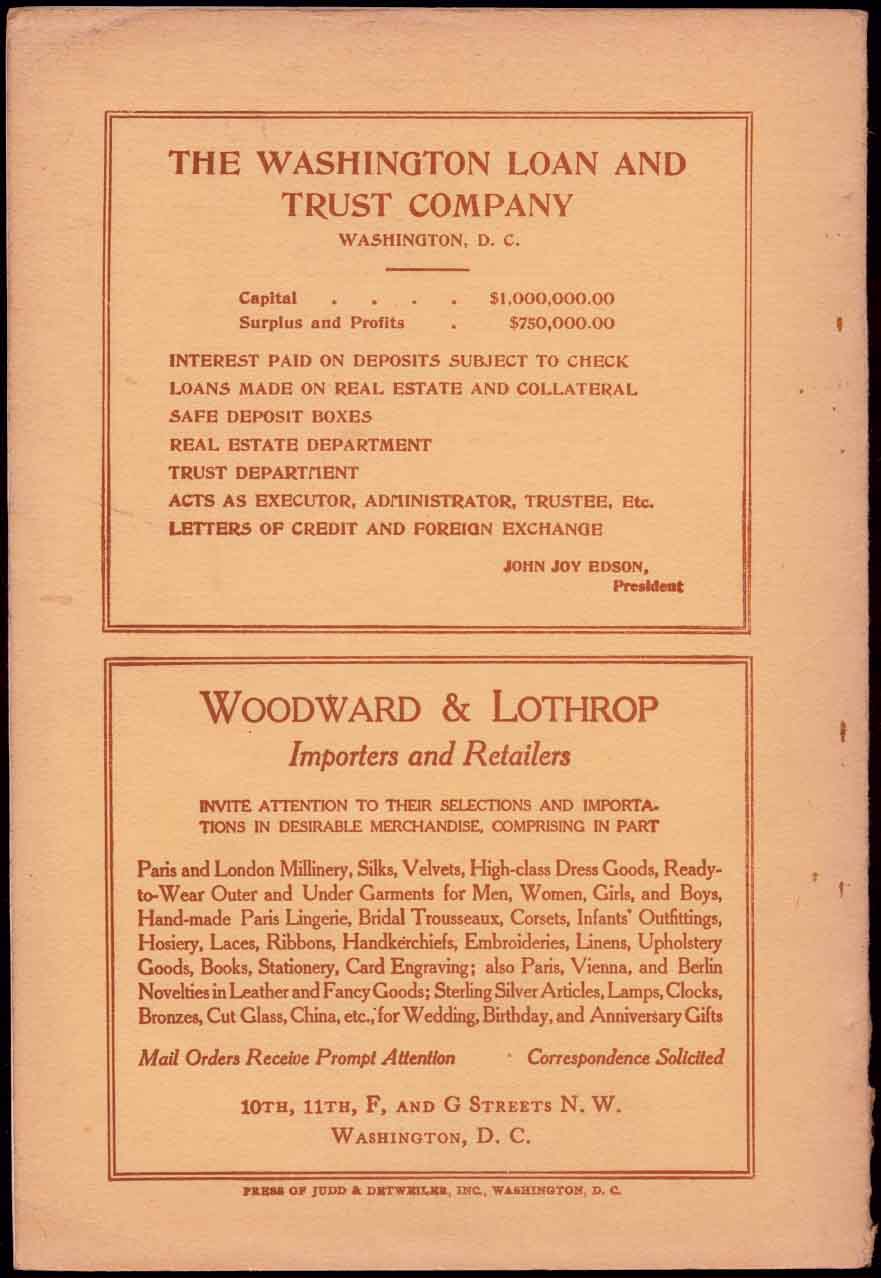 THE WASHINGTON LOAN AND
TRUST COMPANY
WASHINGTON, D. C.
Capital . . . . $1,000,000.00
Surplus and Profits . $750,000.00
INTEREST PAID ON DEPOSITS SUBJECT TO CHECK
LOANS MADE ON REAL ESTATE AND COLLATERAL
SAFE DEPOSIT BOXES
REAL ESTATE DEPARTMENT
TRUST DEPARTMENT
ACTS AS EXECUTOR, ADMINISTRATOR, TRUSTEE, Etc.
LETTERS OF CREDIT AND FOREIGN EXCHANGE
JOHN JOY EDSON,
President
WOODWARD & LOTHROP
Importers and Retailers
INVITE ATTENTION TO THEIR SELECTIONS AND IMPORTA-
TIONS IN DESIRABLE MERCHANDISE, COMPRISING IN PART
Paris and London Millinery, Silks, Velvets, High-class Dress Goods, Ready-
to-Wear Outer and Under Garments for Men, Women, Girls, and Boys,
Hand-made Paris Lingerie, Bridal Trousseaux, Corsets, Infants' Outfittings,
Hosiery, Laces, Ribbons, Handkerchiefs, Embroideries, Linens, Upholstery
Goods, Books, Stationery, Card Engraving; also Paris, Vienna, and Berlin
Novelties in Leather and Fancy Goods; Sterling Silver Articles, Lamps, Clocks,
Bronzes, Cut Glass, China, etc., for Wedding, Birthday, and Anniversary Gifts
Mail Orders Receive Prompt Attention Correspondence Solicited
10TH, 11TH, F, AND G STREETS N. W.
WASHINGTON, D. C.
PRESS OF JUDD & DETWEILER, INC., WASHINGTON, D. C.